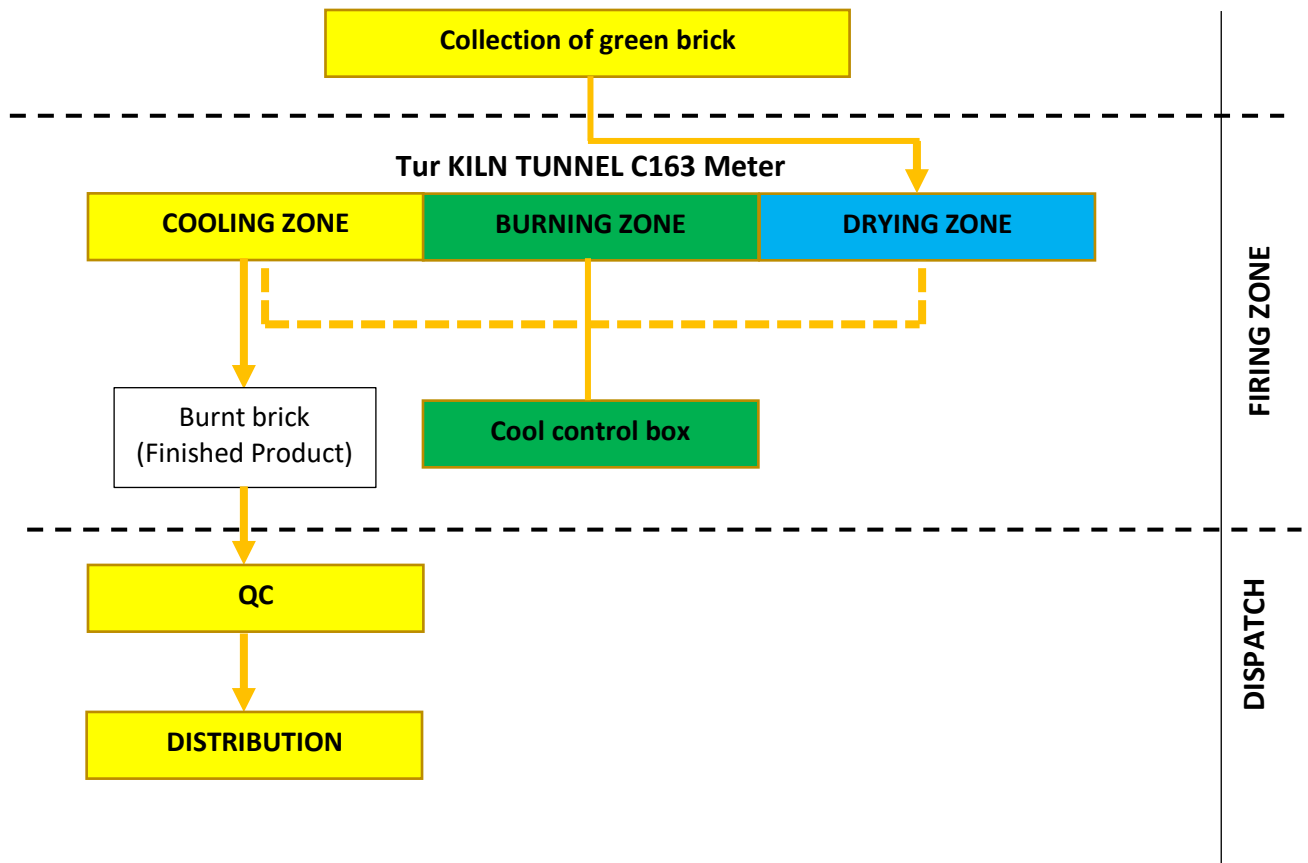 Collection of green brick
Tur KILN TUNNEL C163 Meter
COOLING ZONE
BURNING ZONE
DRYING ZONE
FIRING ZONE
Burnt brick
(Finished Product)
Cool control box
QC
DISPATCH
DISTRIBUTION